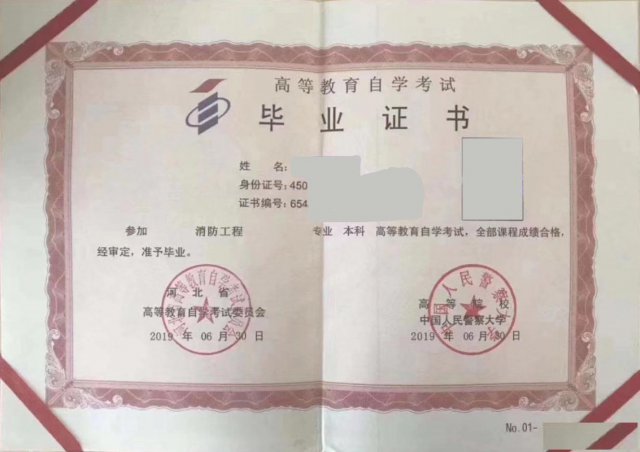 高等教育自学考试
毕业证书
姓 名:
身份证号:450
证书编号:654
参加 消防工程 专业 本科 高等教育自学考试，全部课程成绩合格，
经审定，准予毕业。
河北省
高等教育自学考试委员会
2019 年 06 月 30 日
高等院校
中国人民警察大学
2019 年 06 月 30 日
No.01-